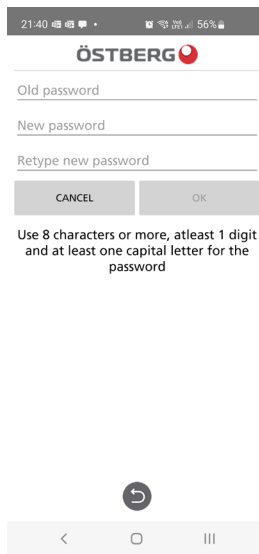 21:40 56%
ÖSTBERG
Old password
New password
Retype new password
CANCEL OK
Use 8 characters or more, atleast 1 digit
and at least one capital letter for the
password